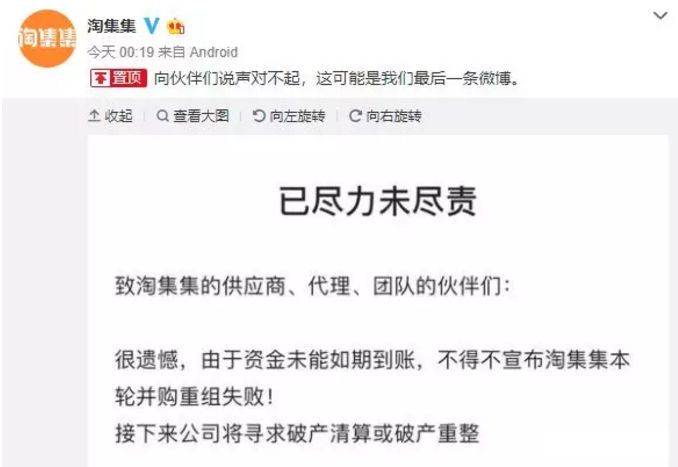 淘集集
淘集集
今天 00:19 来自 Android
置顶 向伙伴们说声对不起，这可能是我们最后一条微博。
收起 查看大图 向左旋转 向右旋转
已尽力未尽责
致淘集集的供应商、代理、团队的伙伴们：
很遗憾，由于资金未能如期到账，不得不宣布淘集集本
轮并购重组失败！
接下来公司将寻求破产清算或破产重整